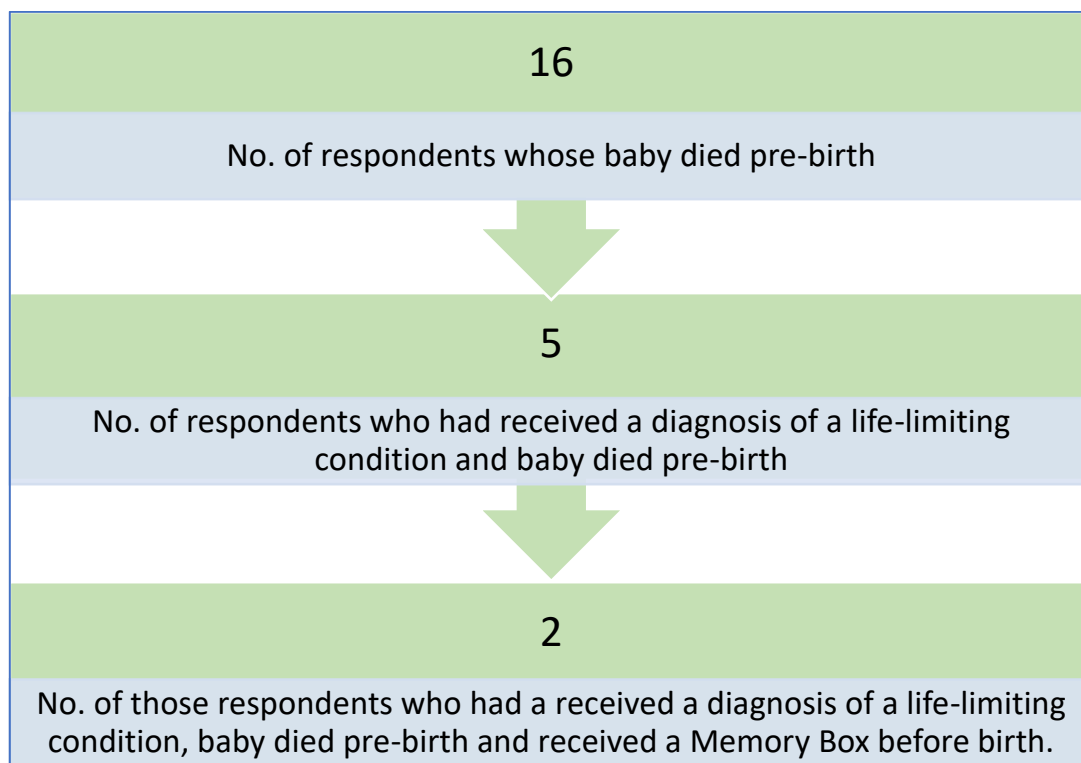 16
No. of respondents whose baby died pre-birth
5
No. of respondents who had received a diagnosis of a life-limiting
condition and baby died pre-birth
2
No. of those respondents who had a received a diagnosis of a life-limiting
condition, baby died pre-birth and received a Memory Box before birth.